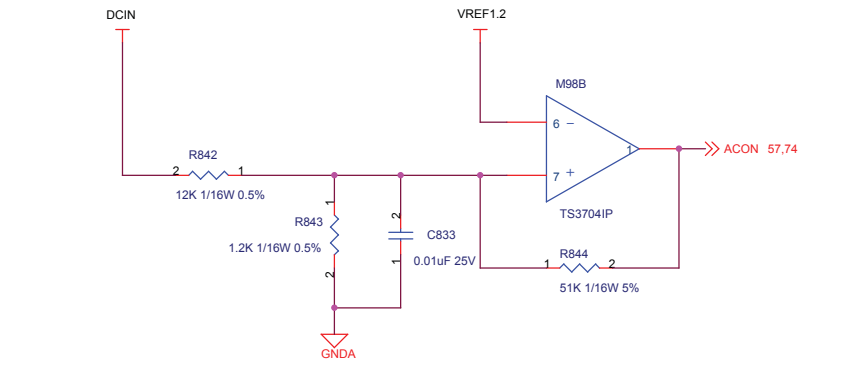 DCIN
VREF1.2
M98B
6 −
1
ACON 57,74
7 +
TS3704IP
R842
2
1
12K 1/16W 0.5%
1
R843
1.2K 1/16W 0.5%
2
2
C833
0.01uF 25V
1
R844
1
2
51K 1/16W 5%
GNDA